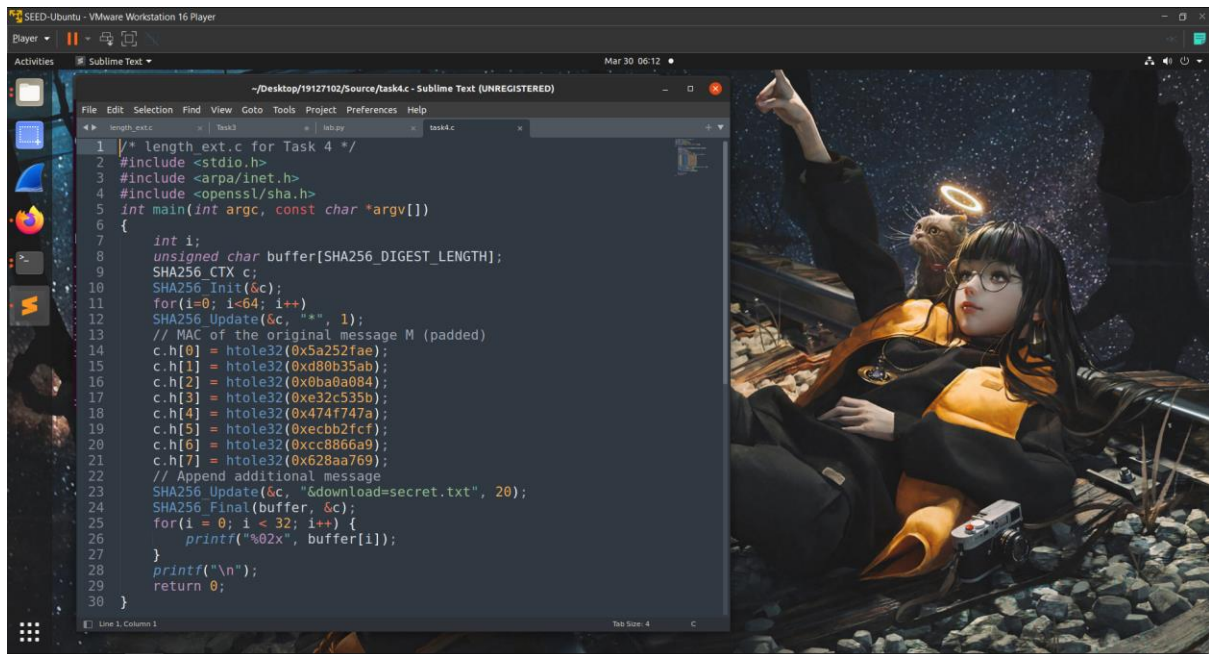 SEED-Ubuntu - VMware Workstation 16 Player
Player
Activities
Sublime Text
Mar 30 06:12
~/Desktop/19127102/Source/task4.c - Sublime Text (UNREGISTERED)
File Edit Selection Find View Goto Tools Project Preferences Help
length_ext.c Task3 lab.py task4.c
1 /* length_ext.c for Task 4 */
2 #include <stdio.h>
3 #include <arpa/inet.h>
4 #include <openssl/sha.h>
5 int main(int argc, const char *argv[])
6 {
7 int i;
8 unsigned char buffer[SHA256_DIGEST_LENGTH];
9 SHA256_CTX c;
10 SHA256_Init(&c);
11 for(i=0; i<64; i++)
12 SHA256_Update(&c, "*", 1);
13 // MAC of the original message M (padded)
14 c.h[0] = htole32(0x5a252fae);
15 c.h[1] = htole32(0xd80b35ab);
16 c.h[2] = htole32(0x0ba0a084);
17 c.h[3] = htole32(0xe32c535b);
18 c.h[4] = htole32(0x474f747a);
19 c.h[5] = htole32(0xecbb2fcf);
20 c.h[6] = htole32(0xcc8866a9);
21 c.h[7] = htole32(0x628aa769);
22 // Append additional message
23 SHA256_Update(&c, "&download=secret.txt", 20);
24 SHA256_Final(buffer, &c);
25 for(i = 0; i < 32; i++) {
26 printf("%02x", buffer[i]);
27 }
28 printf("\n");
29 return 0;
30 }
Line 1, Column 1
Tab Size: 4
C